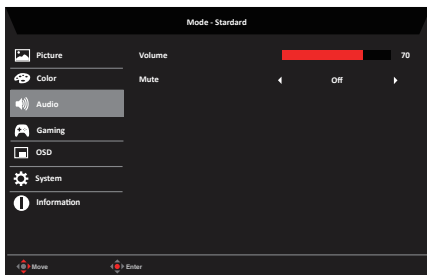 Mode - Stardard
Picture
Volume 70
Color
Mute Off
Audio
Gaming
OSD
System
Information
Move Enter